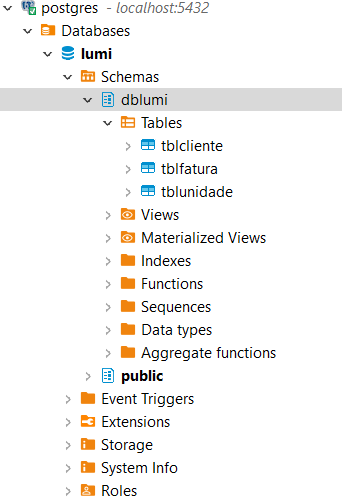 postgres - localhost:5432
Databases
lumi
Schemas
dblumi
Tables
tblcliente
tblfatura
tblunidade
Views
Materialized Views
Indexes
Functions
Sequences
Data types
Aggregate functions
public
Event Triggers
Extensions
Storage
System Info
Roles